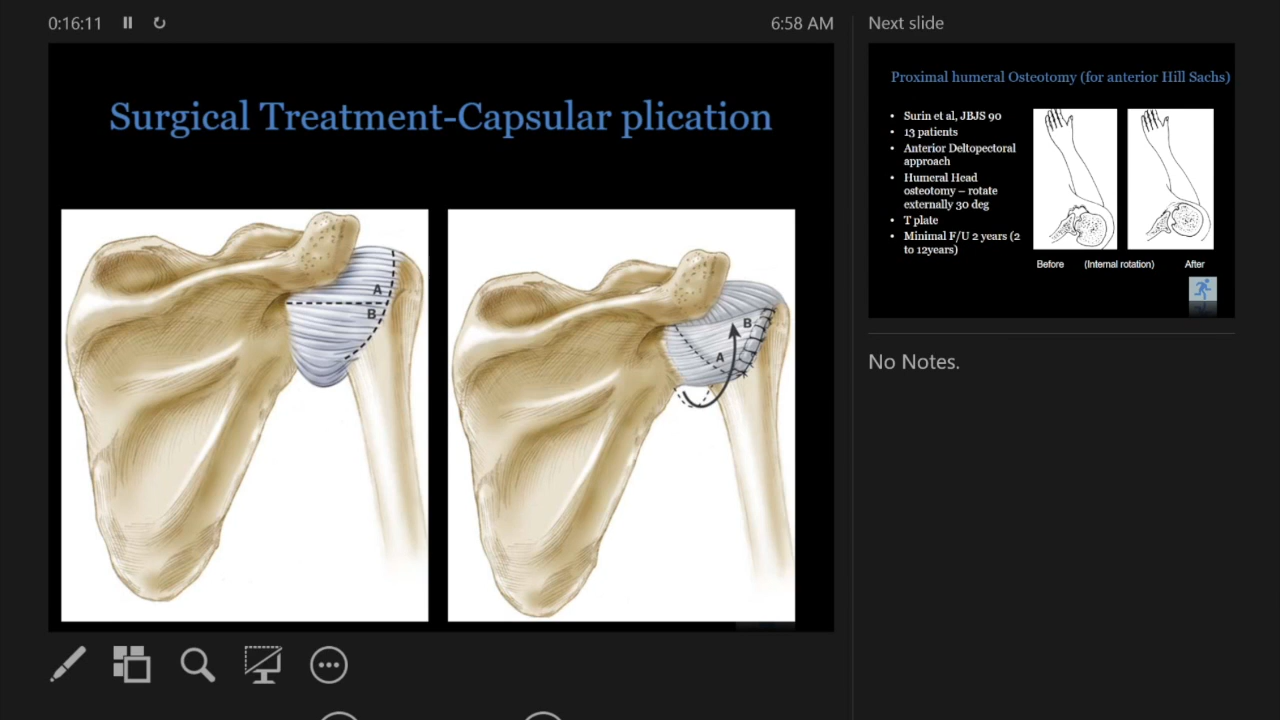 0:16:11
6:58 AM
Next slide
Surgical Treatment-Capsular plication
A
B
B
A
Proximal humeral Osteotomy (for anterior Hill Sachs)
• Surin et al, JBJS 90
• 13 patients
• Anterior Deltopectoral
approach
• Humeral Head
osteotomy – rotate
externally 30 deg
• T plate
• Minimal F/U 2 years (2
to 12years)
Before (Internal rotation) After
No Notes.